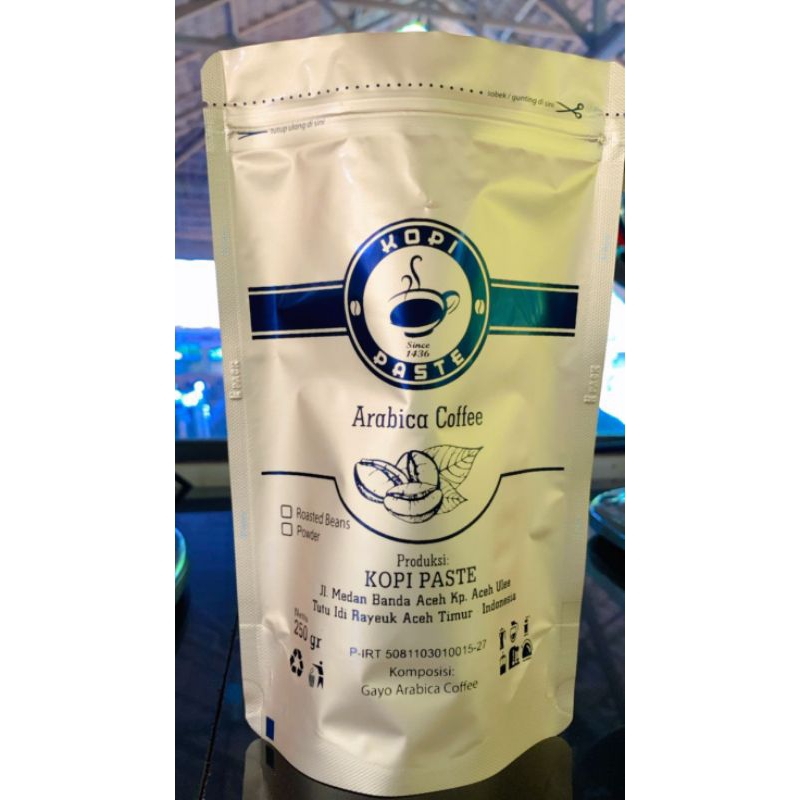 sobek / gunting di sini
tutup ulang di sini
KOPI
Since
1436
PASTE
Arabica Coffee
Roasted Beans
Powder
Produksi:
KOPI PASTE
Jl. Medan Banda Aceh Kp. Aceh Ulee
Tutu Idi Rayeuk Aceh Timur Indonesia
Netto
250 gr
P-IRT 5081103010015-27
Komposisi:
Gayo Arabica Coffee